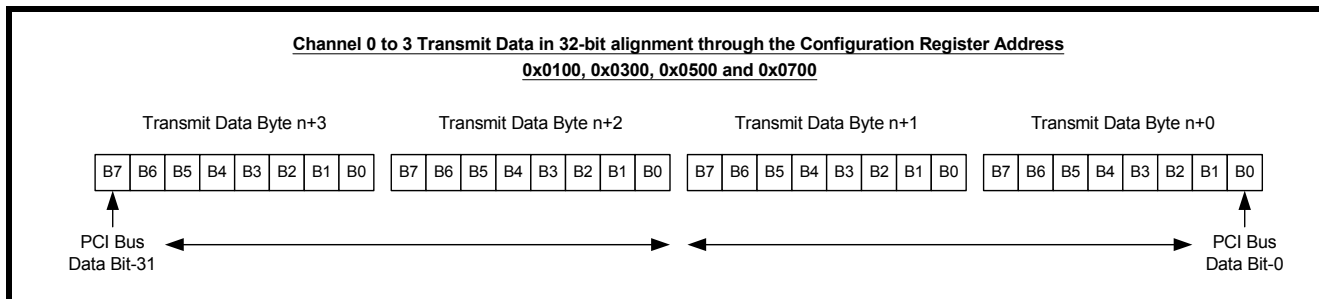 Channel 0 to 3 Transmit Data in 32-bit alignment through the Configuration Register Address
0x0100, 0x0300, 0x0500 and 0x0700
Transmit Data Byte n+3 Transmit Data Byte n+2 Transmit Data Byte n+1 Transmit Data Byte n+0
B7 B6 B5 B4 B3 B2 B1 B0 B7 B6 B5 B4 B3 B2 B1 B0 B7 B6 B5 B4 B3 B2 B1 B0 B7 B6 B5 B4 B3 B2 B1 B0
PCI Bus PCI Bus
Data Bit-31 Data Bit-0